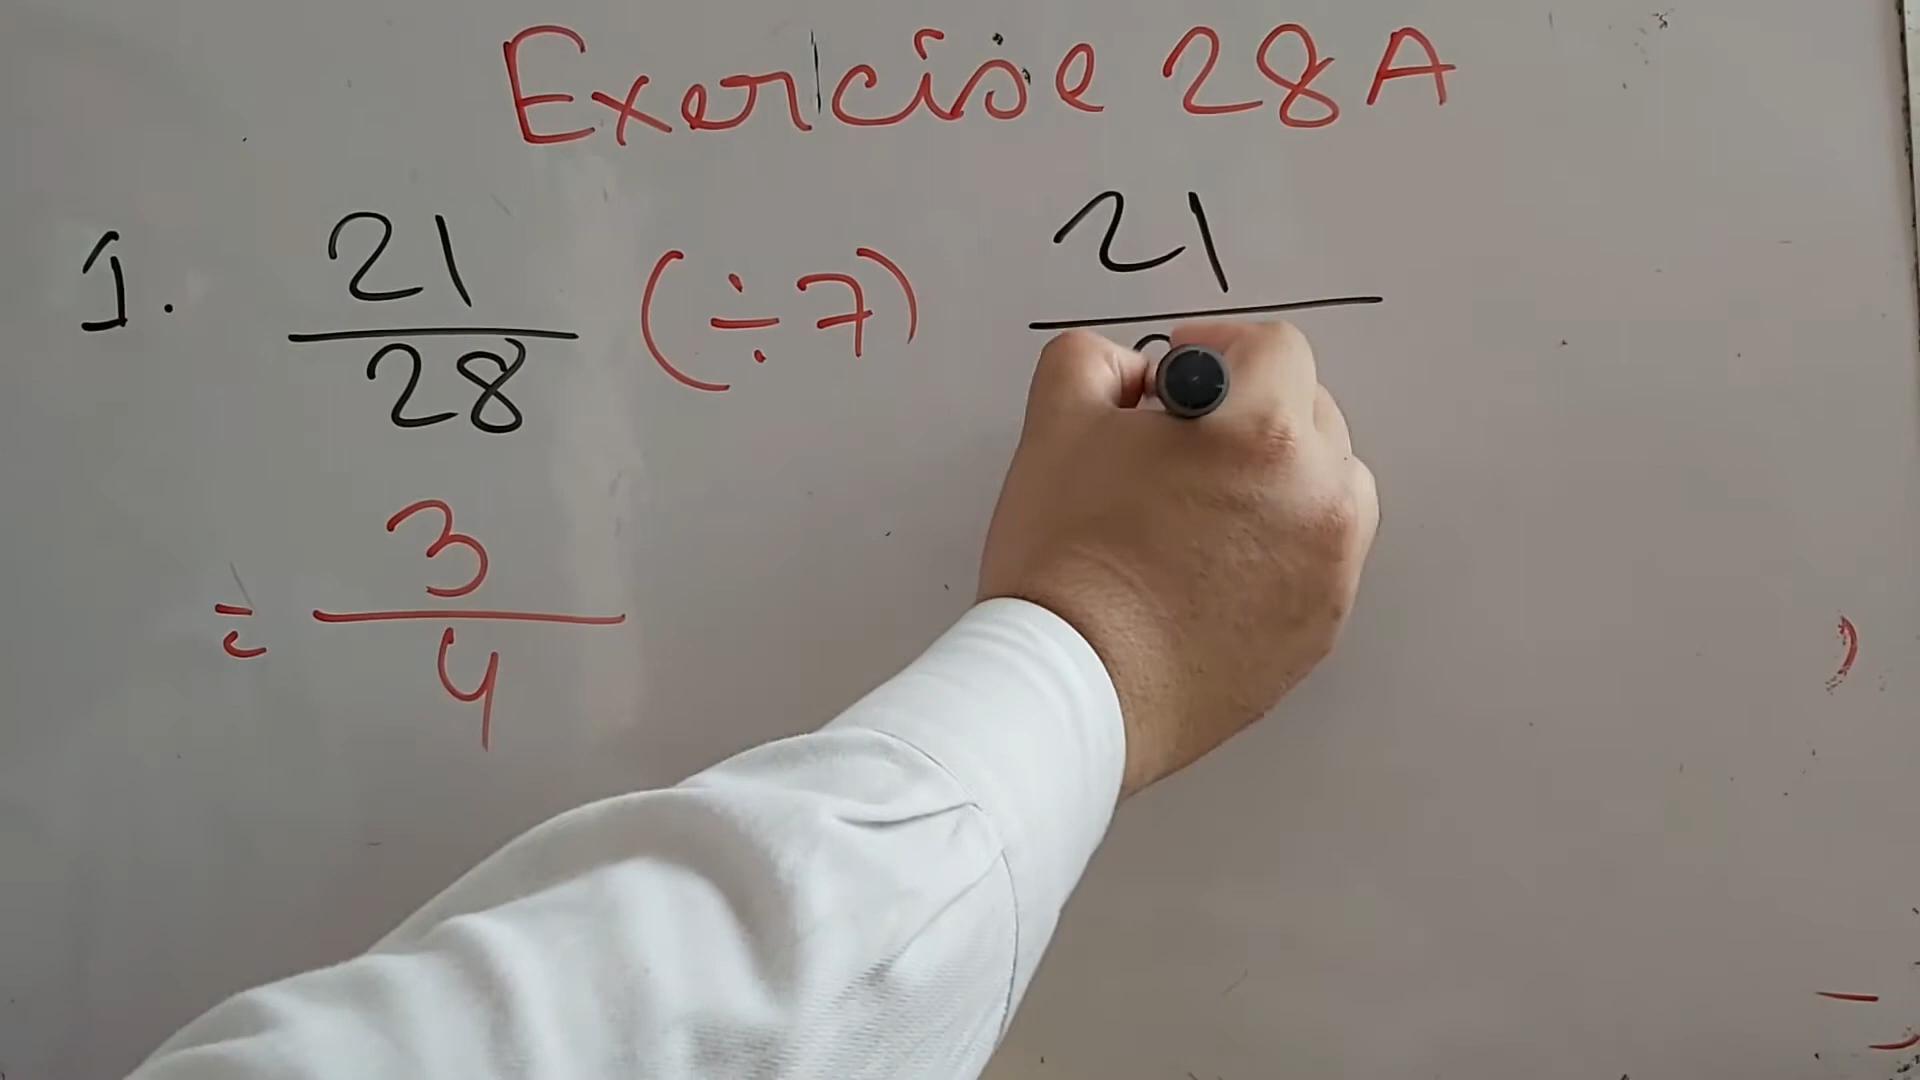 Exercise 28A
1. 21/28 (÷7) 21
= 3/4